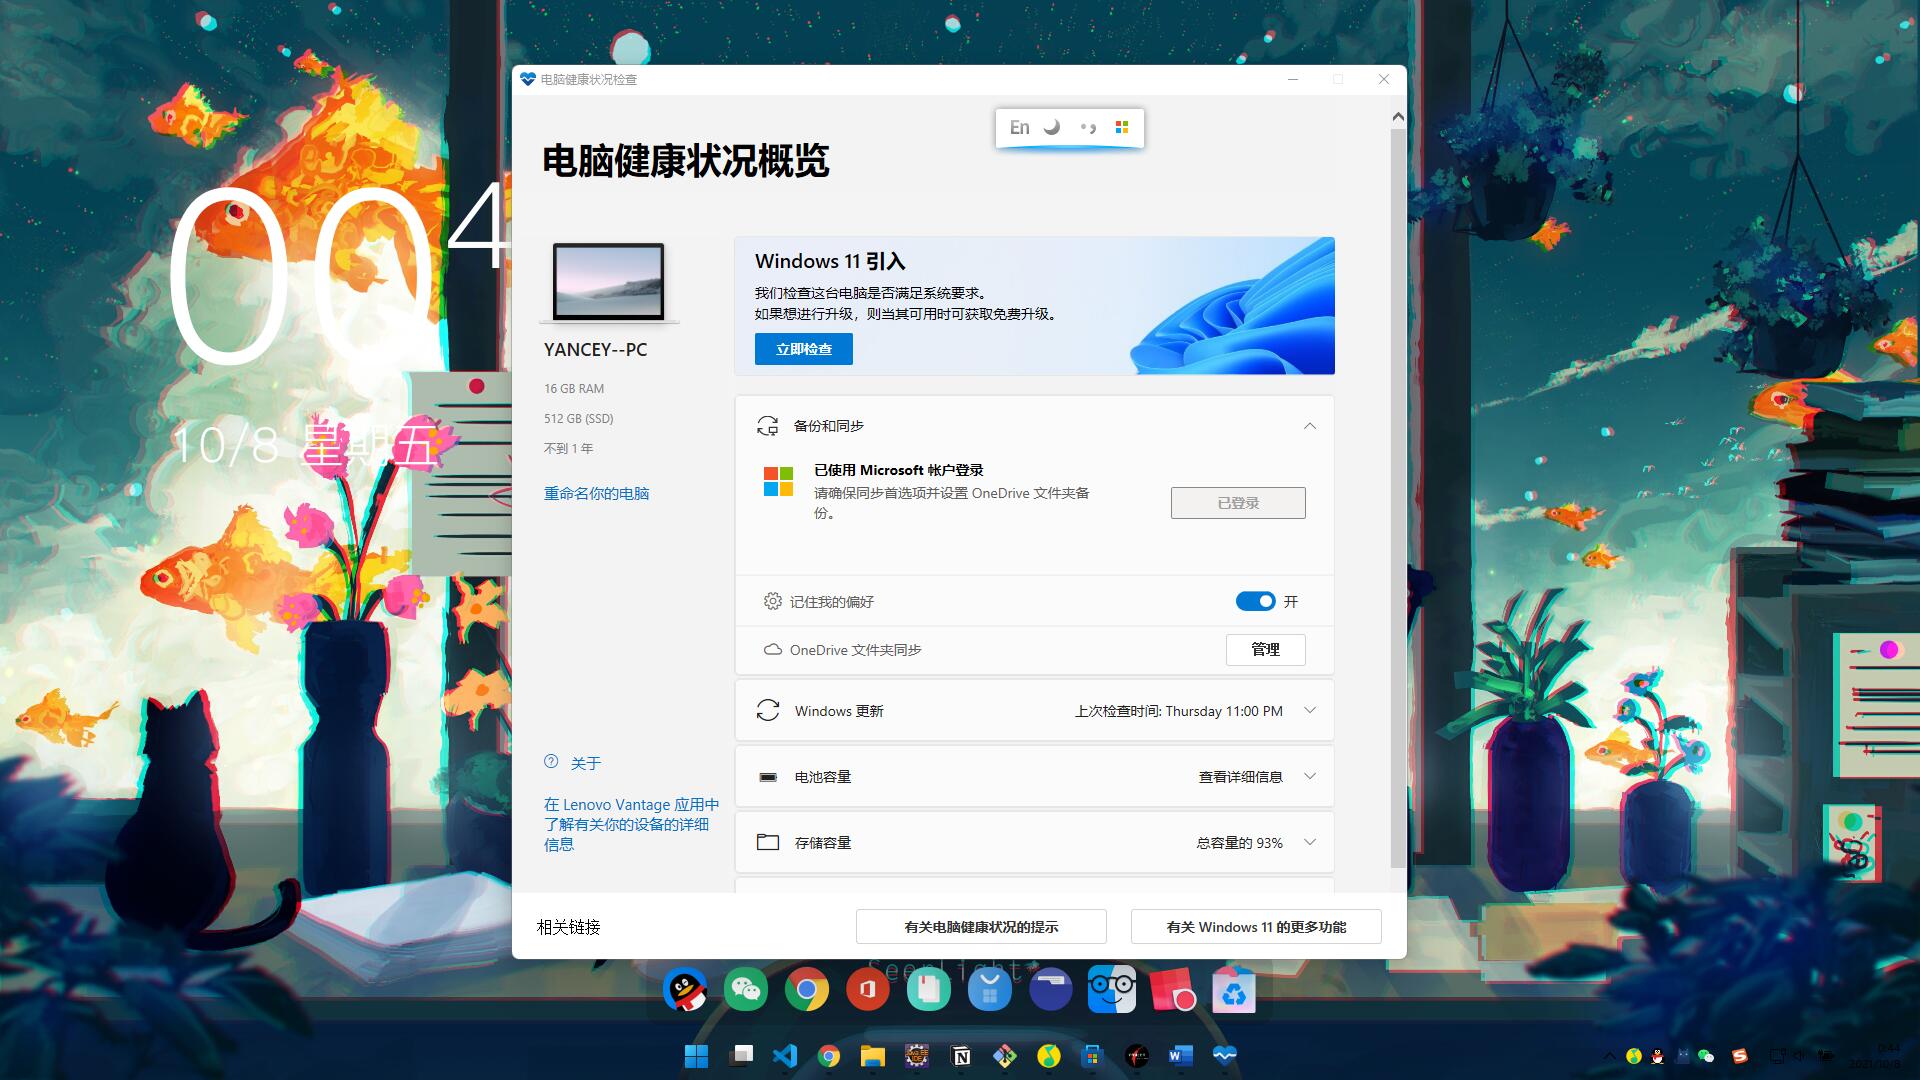 电脑健康状况检查
En
电脑健康状况概览
00
4
10/8 星期五
YANCEY--PC
16 GB RAM
512 GB (SSD)
不到 1 年
重命名你的电脑
Windows 11 引入
我们检查这台电脑是否满足系统要求。
如果想进行升级，则当其可用时可获取免费升级。
立即检查
备份和同步
已使用 Microsoft 帐户登录
请确保同步首选项并设置 OneDrive 文件夹备
份。
已登录
记住我的偏好
开
OneDrive 文件夹同步
管理
Windows 更新
上次检查时间: Thursday 11:00 PM
电池容量
查看详细信息
存储容量
总容量的 93%
关于
在 Lenovo Vantage 应用中
了解有关你的设备的详细
信息
相关链接
有关电脑健康状况的提示
有关 Windows 11 的更多功能
Seenlight
0:44
2021/10/8